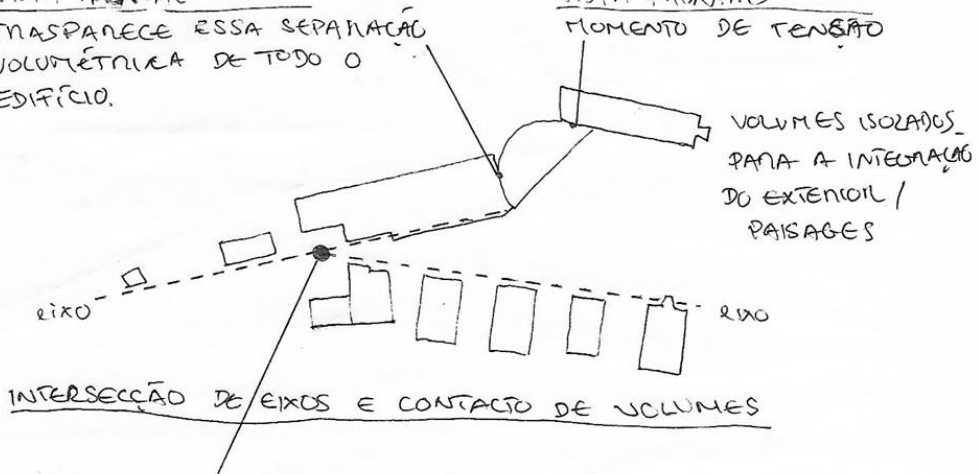 TRASPARECE ESSA SEPARAÇÃO
VOLUMÉTRICA DE TODO O
EDIFÍCIO.
MOMENTO DE TENSÃO
VOLUMES ISOLADOS
PARA A INTEGRAÇÃO
DO EXTERIOR /
PAISAGES
eixo
eixo
INTERSECÇÃO DE EIXOS E CONTACTO DE VOLUMES